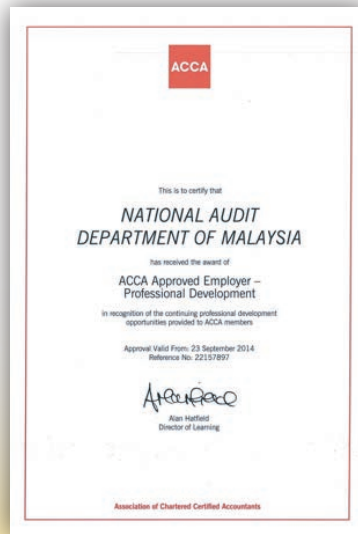 ACCA
This is to certify that
NATIONAL AUDIT
DEPARTMENT OF MALAYSIA
has received the award of
ACCA Approved Employer –
Professional Development
in recognition of the continuing professional development
opportunities provided to ACCA members
Approval Valid From: 23 September 2014
Reference No: 22157897
Alan Hatfield
Director of Learning
Association of Chartered Certified Accountants